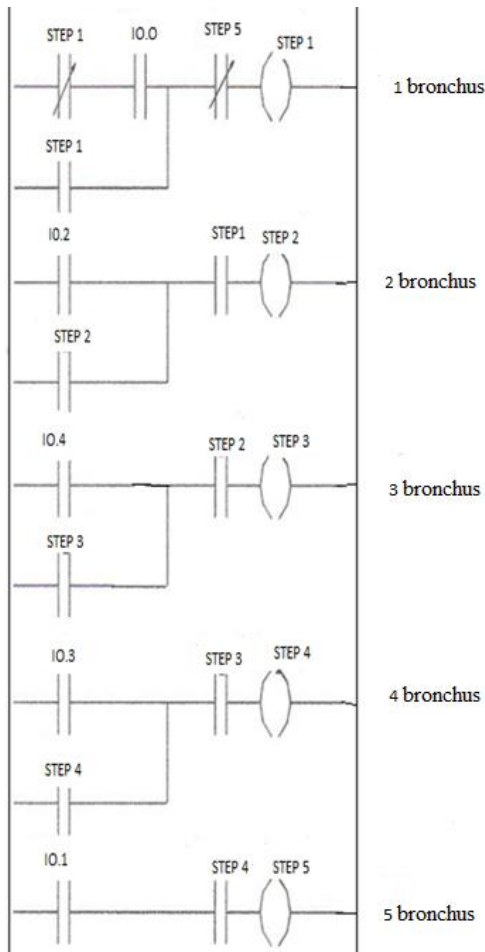 STEP 1 I0.0 STEP 5 STEP 1
1 bronchus
STEP 1
I0.2 STEP1 STEP 2
2 bronchus
STEP 2
I0.4 STEP 2 STEP 3
3 bronchus
STEP 3
I0.3 STEP 3 STEP 4
4 bronchus
STEP 4
I0.1 STEP 4 STEP 5
5 bronchus